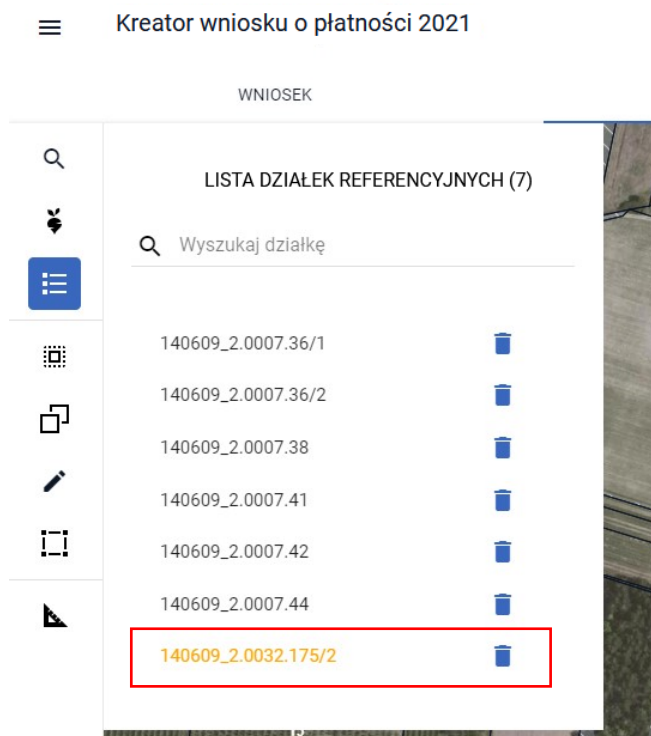 Kreator wniosku o płatności 2021
WNIOSEK
LISTA DZIAŁEK REFERENCYJNYCH (7)
Wyszukaj działkę
140609_2.0007.36/1
140609_2.0007.36/2
140609_2.0007.38
140609_2.0007.41
140609_2.0007.42
140609_2.0007.44
140609_2.0032.175/2